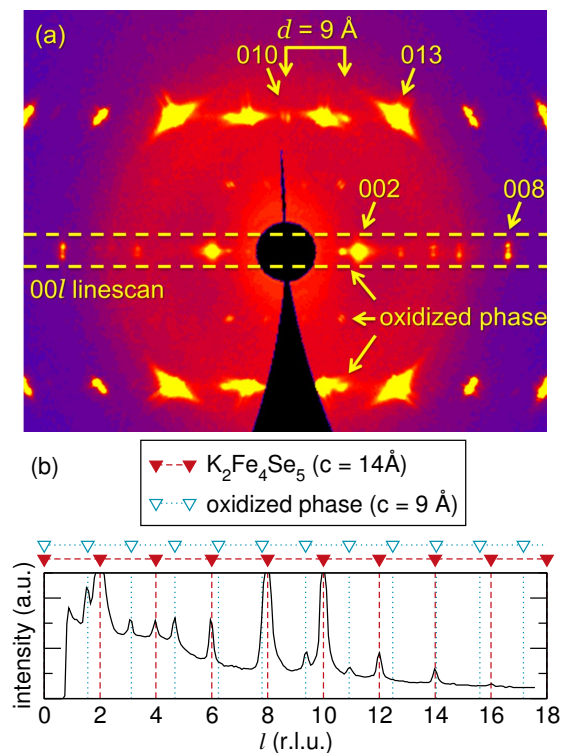 (a)
d = 9 Å
010
013
002
008
00l linescan
oxidized phase
(b)
K2Fe4Se5 (c = 14Å)
oxidized phase (c = 9 Å)
intensity (a.u.)
0 2 4 6 8 10 12 14 16 18
l (r.l.u.)